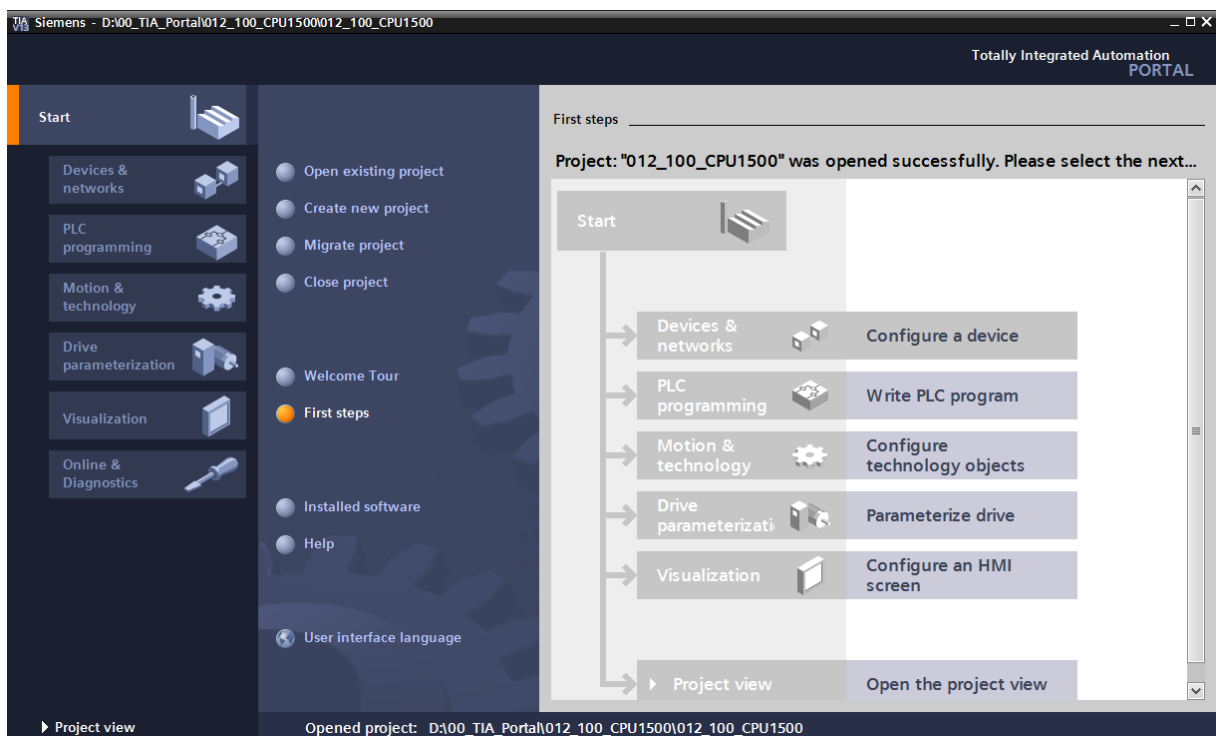 TIA
V13
Siemens - D:\00_TIA_Portal\012_100_CPU1500\012_100_CPU1500
Totally Integrated Automation
PORTAL
Start
Devices &
networks
PLC
programming
Motion &
technology
Drive
parameterization
Visualization
Online &
Diagnostics
Project view
Open existing project
Create new project
Migrate project
Close project
Welcome Tour
First steps
Installed software
Help
User interface language
First steps
Project: "012_100_CPU1500" was opened successfully. Please select the next...
Start
Devices &
networks
Configure a device
PLC
programming
Write PLC program
Motion &
technology
Configure
technology objects
Drive
parameterizati
Parameterize drive
Visualization
Configure an HMI
screen
Project view
Open the project view
Opened project: D:\00_TIA_Portal\012_100_CPU1500\012_100_CPU1500